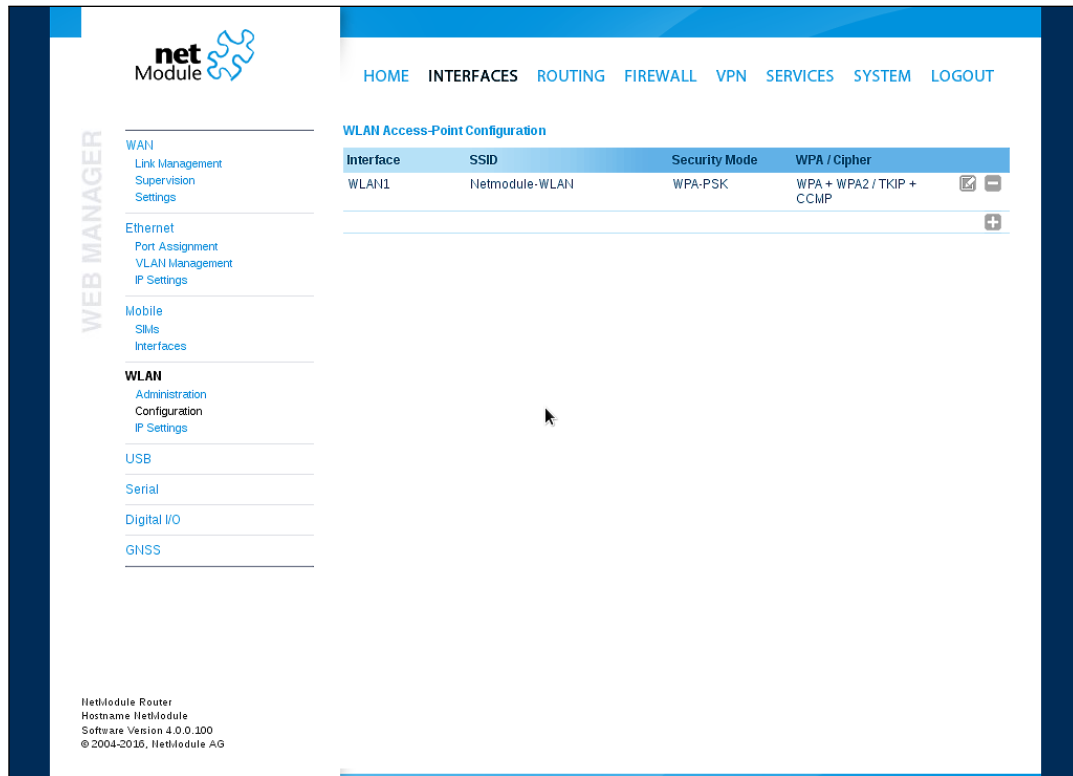 net
Module
HOME INTERFACES ROUTING FIREWALL VPN SERVICES SYSTEM LOGOUT
WEB MANAGER
WAN
Link Management
Supervision
Settings
Ethernet
Port Assignment
VLAN Management
IP Settings
Mobile
SIMs
Interfaces
WLAN
Administration
Configuration
IP Settings
USB
Serial
Digital I/O
GNSS
WLAN Access-Point Configuration
Interface SSID Security Mode WPA / Cipher
WLAN1 Netmodule-WLAN WPA-PSK WPA + WPA2 / TKIP +
CCMP
NetModule Router
Hostname NetModule
Software Version 4.0.0.100
© 2004-2016, NetModule AG